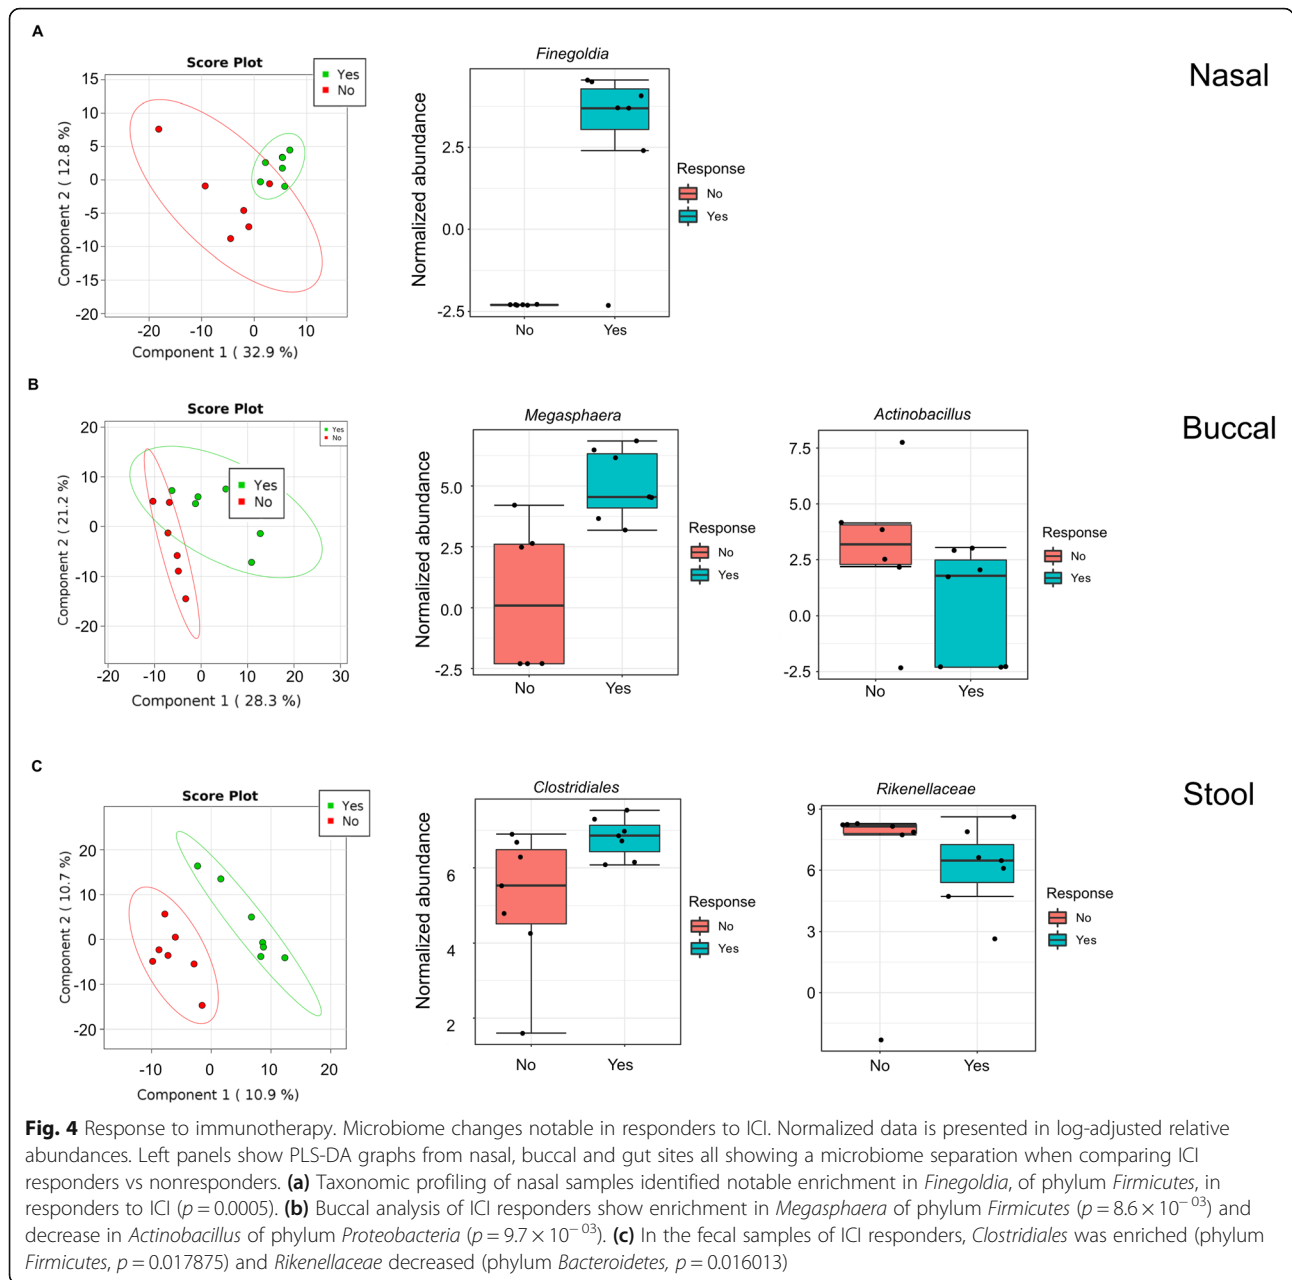 A
Nasal
Score Plot
Yes
No
15
10
5
0
-5
-10
-15
-20
Component 2 ( 12.8 %)
-20
-10
0
10
Component 1 ( 32.9 %)
Finegoldia
Normalized abundance
2.5
0.0
-2.5
No
Yes
Response
No
Yes
B
Buccal
Score Plot
Yes
No
Yes
No
20
10
0
-10
-20
Component 2 ( 21.2 %)
-20
-10
0
10
20
30
Component 1 ( 28.3 %)
Megasphaera
Normalized abundance
5.0
2.5
0.0
-2.5
No
Yes
Response
No
Yes
Actinobacillus
7.5
5.0
2.5
0.0
-2.5
No
Yes
Response
No
Yes
C
Stool
Score Plot
Yes
No
20
10
0
-10
-20
Component 2 ( 10.7 %)
-10
0
10
20
Component 1 ( 10.9 %)
Clostridiales
Normalized abundance
6
4
2
No
Yes
Response
No
Yes
Rikenellaceae
9
6
3
0
No
Yes
Response
No
Yes
Fig. 4 Response to immunotherapy. Microbiome changes notable in responders to ICI. Normalized data is presented in log-adjusted relative
abundances. Left panels show PLS-DA graphs from nasal, buccal and gut sites all showing a microbiome separation when comparing ICI
responders vs nonresponders. (a) Taxonomic profiling of nasal samples identified notable enrichment in Finegoldia, of phylum Firmicutes, in
responders to ICI (p = 0.0005). (b) Buccal analysis of ICI responders show enrichment in Megasphaera of phylum Firmicutes (p = 8.6 × 10⁻⁰³) and
decrease in Actinobacillus of phylum Proteobacteria (p = 9.7 × 10⁻⁰³). (c) In the fecal samples of ICI responders, Clostridiales was enriched (phylum
Firmicutes, p = 0.017875) and Rikenellaceae decreased (phylum Bacteroidetes, p = 0.016013)